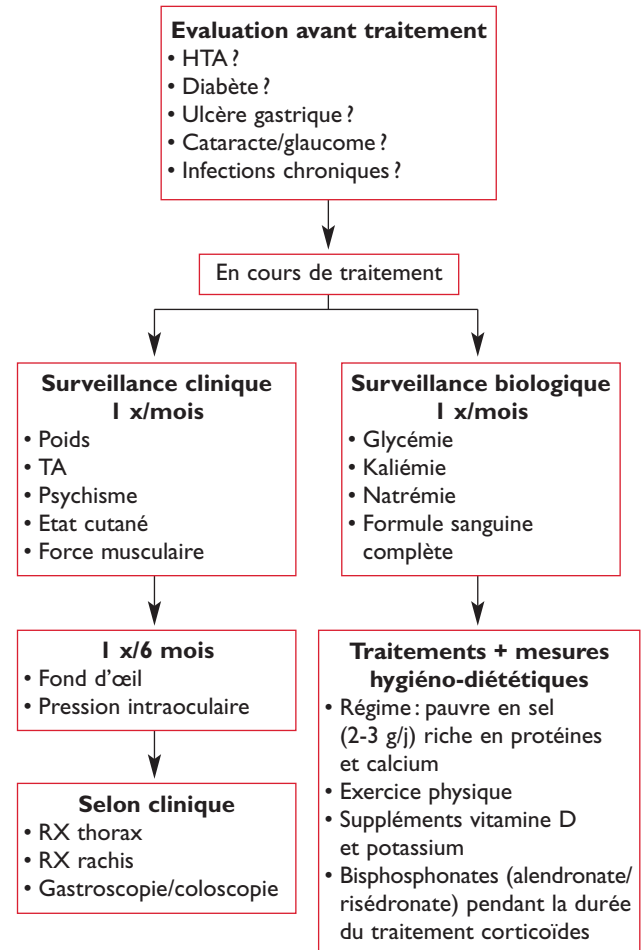 Evaluation avant traitement
• HTA ?
• Diabète ?
• Ulcère gastrique ?
• Cataracte/glaucome ?
• Infections chroniques ?
En cours de traitement
Surveillance clinique
1 x/mois
• Poids
• TA
• Psychisme
• Etat cutané
• Force musculaire
Surveillance biologique
1 x/mois
• Glycémie
• Kaliémie
• Natrémie
• Formule sanguine
complète
1 x/6 mois
• Fond d'œil
• Pression intraoculaire
Selon clinique
• RX thorax
• RX rachis
• Gastroscopie/coloscopie
Traitements + mesures
hygiéno-diététiques
• Régime : pauvre en sel
(2-3 g/j) riche en protéines
et calcium
• Exercice physique
• Suppléments vitamine D
et potassium
• Bisphosphonates (alendronate/
risédronate) pendant la durée
du traitement corticoïdes